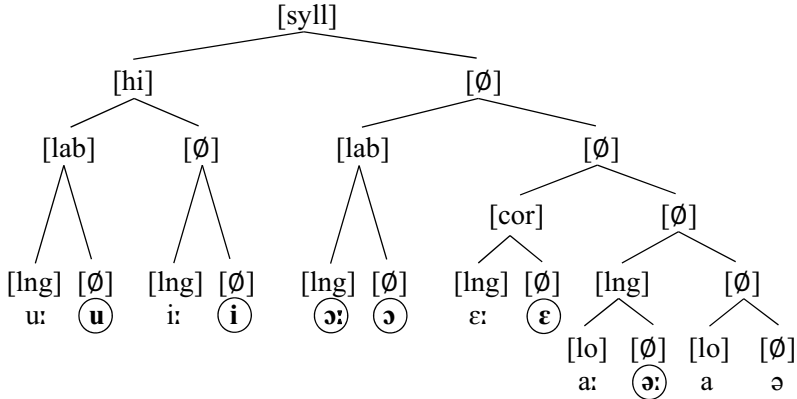 [syll]
[hi] [Ø]
[lab] [Ø] [lab] [Ø]
[cor] [Ø]
[lng] [Ø] [lng] [Ø] [lng] [Ø] [lng] [Ø] [lng] [Ø]
uː u iː i ɔː ɔ ɛː ɛ
[lo] [Ø] [lo] [Ø]
aː əː a ə